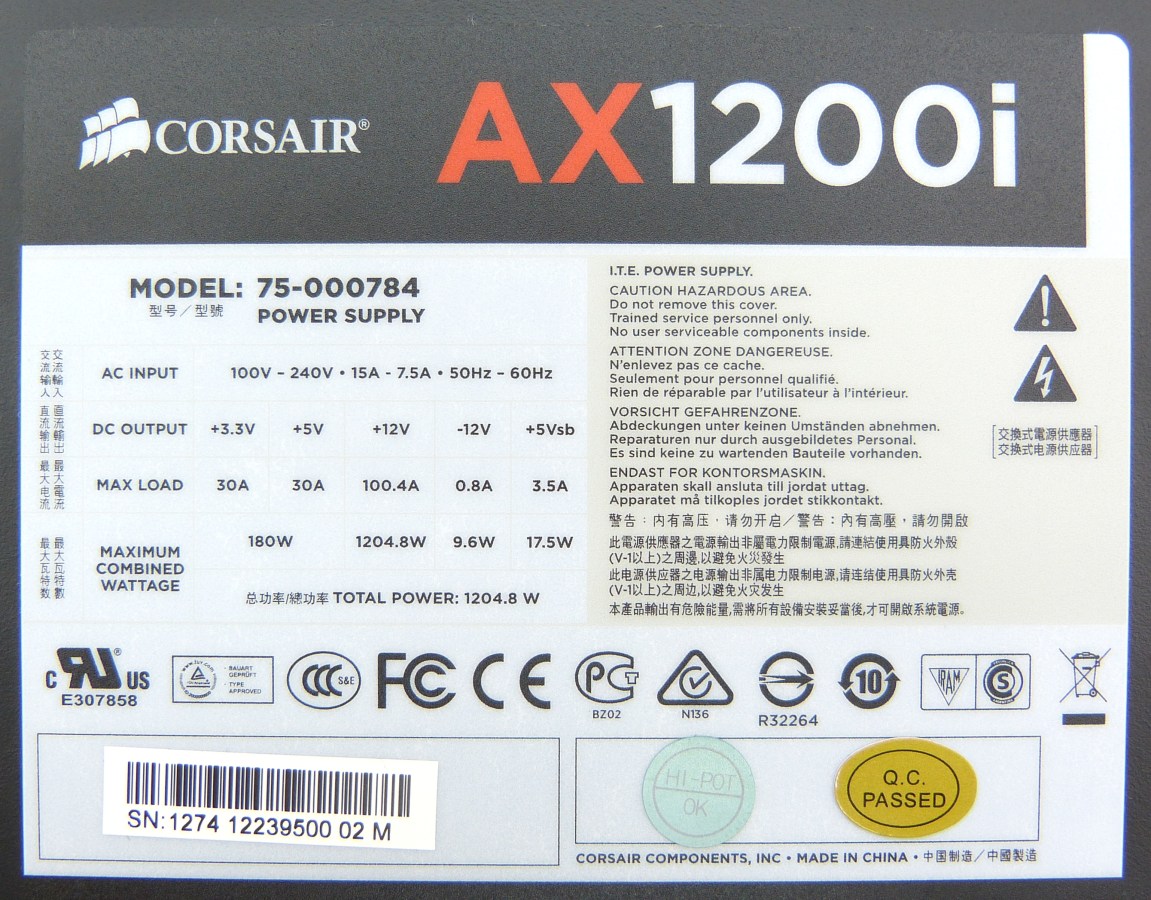 CORSAIR®
AX1200i
MODEL: 75-000784
型号／型號
POWER SUPPLY
交流输入
交流輸入
AC INPUT
100V – 240V • 15A - 7.5A • 50Hz – 60Hz
直流输出
直流輸出
DC OUTPUT +3.3V +5V +12V -12V +5Vsb
最大电流
最大電流
MAX LOAD 30A 30A 100.4A 0.8A 3.5A
最大瓦特数
最大瓦特數
MAXIMUM
COMBINED
WATTAGE
180W 1204.8W 9.6W 17.5W
总功率/總功率 TOTAL POWER: 1204.8 W
I.T.E. POWER SUPPLY.
CAUTION HAZARDOUS AREA.
Do not remove this cover.
Trained service personnel only.
No user serviceable components inside.
ATTENTION ZONE DANGEREUSE.
N'enlevez pas ce cache.
Seulement pour personnel qualifié.
Rien de réparable par l'utilisateur à l'intérieur.
VORSICHT GEFAHRENZONE.
Abdeckungen unter keinen Umständen abnehmen.
Reparaturen nur durch ausgebildetes Personal.
Es sind keine zu wartenden Bauteile vorhanden.
ENDAST FOR KONTORSMASKIN.
Apparaten skall ansluta till jordat uttag.
Apparatet må tilkoples jordet stikkontakt.
警告：内有高压，请勿开启／警告：內有高壓，請勿開啟
此電源供應器之電源輸出非屬電力限制電源,請連結使用具防火外殼
(V-1以上)之周邊,以避免火災發生
此电源供应器之电源输出非属电力限制电源,请连结使用具防火外壳
(V-1以上)之周边,以避免火灾发生
本產品輸出有危險能量,需將所有設備安裝妥當後,才可開啟系統電源。
交換式電源供應器
交换式电源供应器
C RU® US
E307858
BAUART
GEPRÜFT
TYPE
APPROVED
CCC S&E
FC CE
PCT
BZ02
N136
R32264
10
IRAM
S
SN:1274 12239500 02 M
HI-POT
OK
Q.C.
PASSED
CORSAIR COMPONENTS, INC • MADE IN CHINA • 中国制造／中國製造